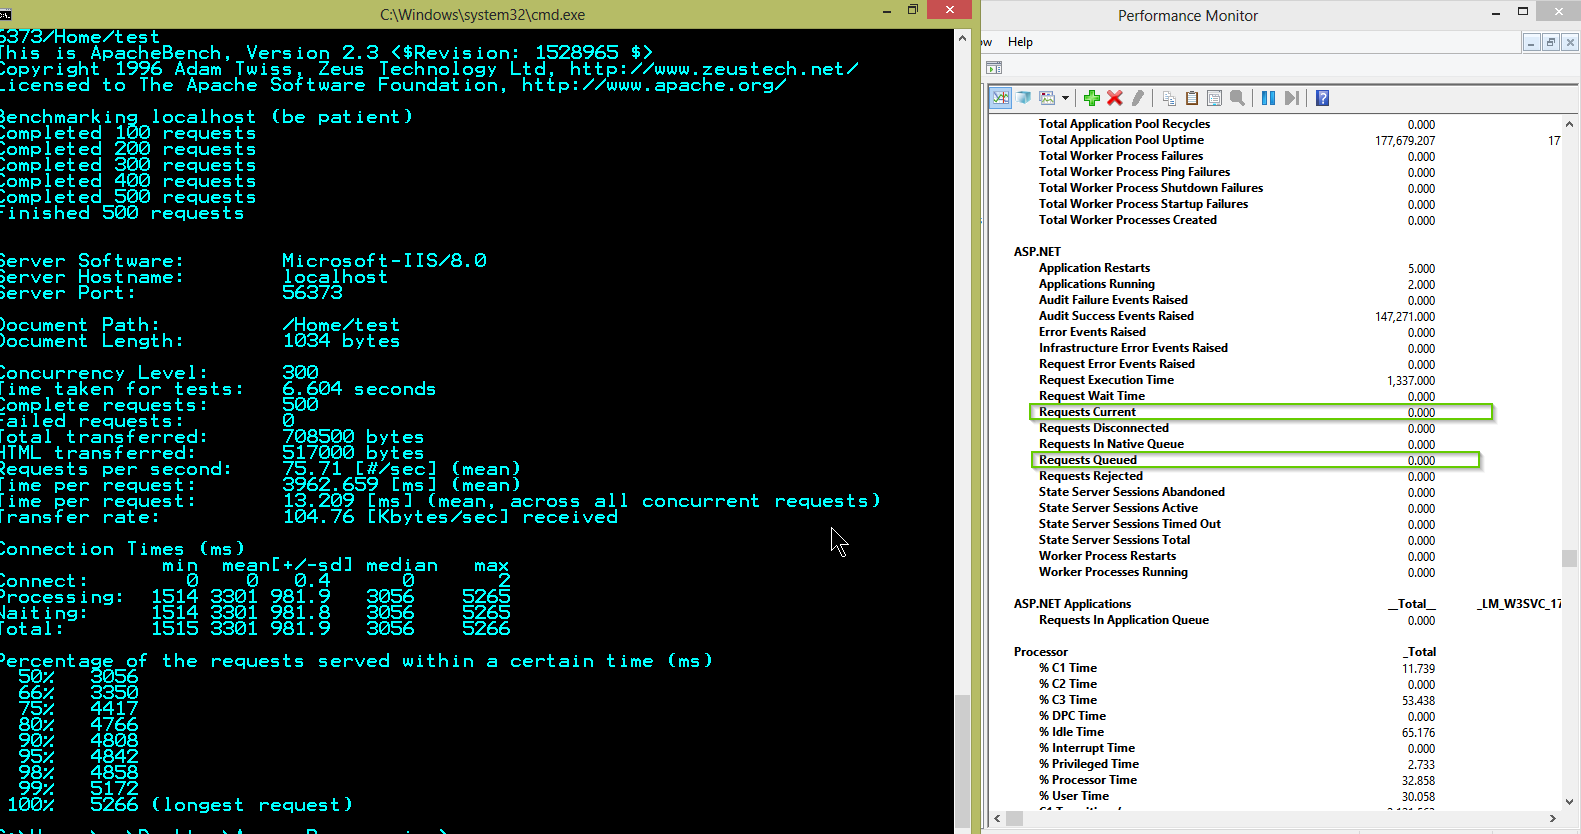 C:\Windows\system32\cmd.exe
6373/Home/test
This is ApacheBench, Version 2.3 <$Revision: 1528965 $>
Copyright 1996 Adam Twiss, Zeus Technology Ltd, http://www.zeustech.net/
Licensed to The Apache Software Foundation, http://www.apache.org/
Benchmarking localhost (be patient)
Completed 100 requests
Completed 200 requests
Completed 300 requests
Completed 400 requests
Completed 500 requests
Finished 500 requests
Server Software: Microsoft-IIS/8.0
Server Hostname: localhost
Server Port: 56373
Document Path: /Home/test
Document Length: 1034 bytes
Concurrency Level: 300
Time taken for tests: 6.604 seconds
Complete requests: 500
Failed requests: 0
Total transferred: 708500 bytes
HTML transferred: 517000 bytes
Requests per second: 75.71 [#/sec] (mean)
Time per request: 3962.659 [ms] (mean)
Time per request: 13.209 [ms] (mean, across all concurrent requests)
Transfer rate: 104.76 [Kbytes/sec] received
Connection Times (ms)
min mean[+/-sd] median max
Connect: 0 0 0.4 0 2
Processing: 1514 3301 981.9 3056 5265
Waiting: 1514 3301 981.8 3056 5265
Total: 1515 3301 981.9 3056 5266
Percentage of the requests served within a certain time (ms)
50% 3056
66% 3350
75% 4417
80% 4766
90% 4808
95% 4842
98% 4858
99% 5172
100% 5266 (longest request)
Performance Monitor
ow Help
Total Application Pool Recycles 0.000
Total Application Pool Uptime 177,679.207 17
Total Worker Process Failures 0.000
Total Worker Process Ping Failures 0.000
Total Worker Process Shutdown Failures 0.000
Total Worker Process Startup Failures 0.000
Total Worker Processes Created 0.000
ASP.NET
Application Restarts 5.000
Applications Running 2.000
Audit Failure Events Raised 0.000
Audit Success Events Raised 147,271.000
Error Events Raised 0.000
Infrastructure Error Events Raised 0.000
Request Error Events Raised 0.000
Request Execution Time 1,337.000
Request Wait Time 0.000
Requests Current 0.000
Requests Disconnected 0.000
Requests In Native Queue 0.000
Requests Queued 0.000
Requests Rejected 0.000
State Server Sessions Abandoned 0.000
State Server Sessions Active 0.000
State Server Sessions Timed Out 0.000
State Server Sessions Total 0.000
Worker Process Restarts 0.000
Worker Processes Running 0.000
ASP.NET Applications __Total__ _LM_W3SVC_17
Requests In Application Queue 0.000
Processor _Total
% C1 Time 11.739
% C2 Time 0.000
% C3 Time 53.438
% DPC Time 0.000
% Idle Time 65.176
% Interrupt Time 0.000
% Privileged Time 2.733
% Processor Time 32.858
% User Time 30.058